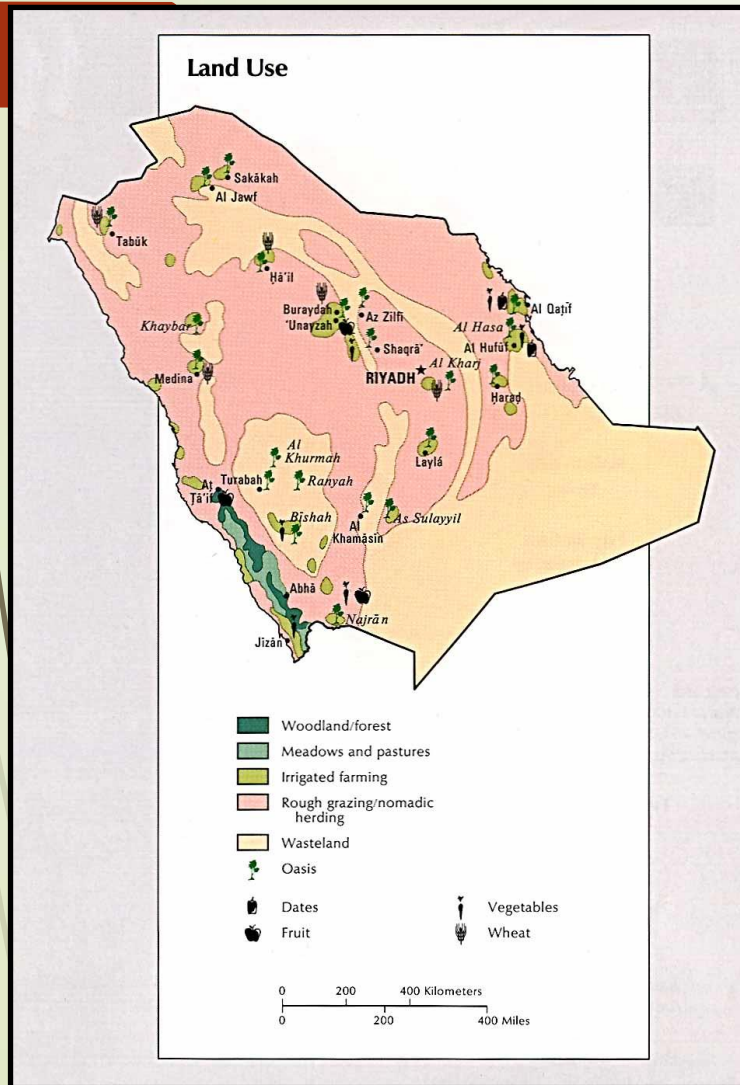 Land Use
Sakākah
Al Jawf
Tabūk
Ḥā'il
Buraydah
'Unayzah
Az Zilfī
Shaqrā'
Khaybar
Medina
Al Qaṭīf
Al Hasa
Al Hufūf
RIYADH
Al Kharj
Ḥaraḍ
Laylá
Al
Khurmah
Turabah
Ranyah
Aṭ
Ṭā'if
Bīshah
Al
Khamāsīn
As Sulayyil
Abhā
Najrān
Jīzān
Woodland/forest
Meadows and pastures
Irrigated farming
Rough grazing/nomadic
herding
Wasteland
Oasis
Dates
Vegetables
Fruit
Wheat
0 200 400 Kilometers
0 200 400 Miles